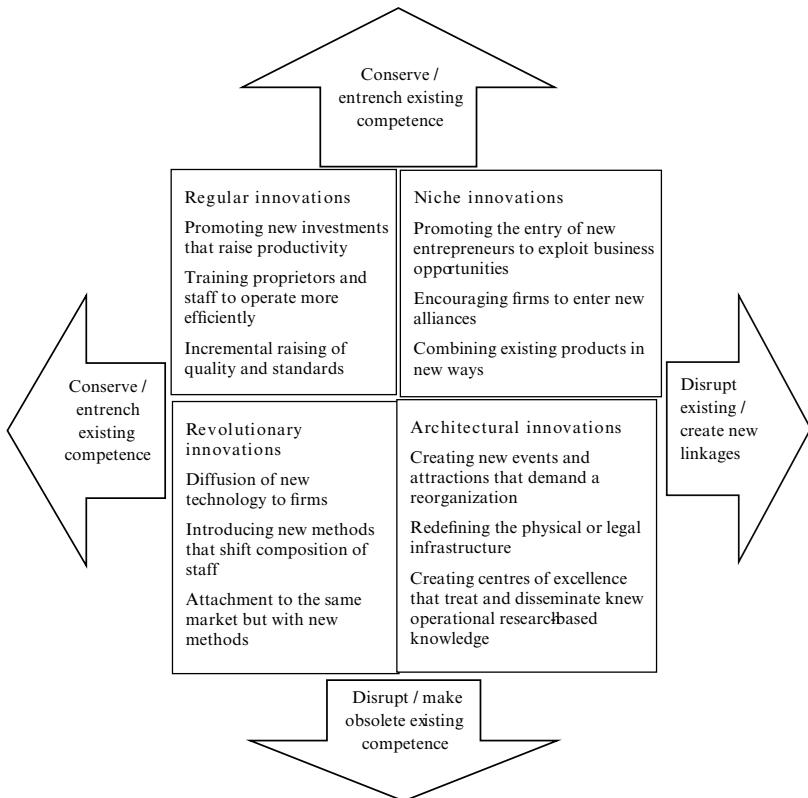 Conserve /
entrench existing
competence
Regular innovations
Promoting new investments
that raise productivity
Training proprietors and
staff to operate more
efficiently
Incremental raising of
quality and standards
Niche innovations
Promoting the entry of new
entrepreneurs to exploit business
opportunities
Encouraging firms to enter new
alliances
Combining existing products in
new ways
Conserve /
entrench
existing
competence
Disrupt
existing /
create new
linkages
Revolutionary
innovations
Diffusion of new
technology to firms
Introducing new methods
that shift composition of
staff
Attachment to the same
market but with new
methods
Architectural innovations
Creating new events and
attractions that demand a
reorganization
Redefining the physical or legal
infrastructure
Creating centres of excellence
that treat and disseminate knew
operational research-based
knowledge
Disrupt / make
obsolete existing
competence